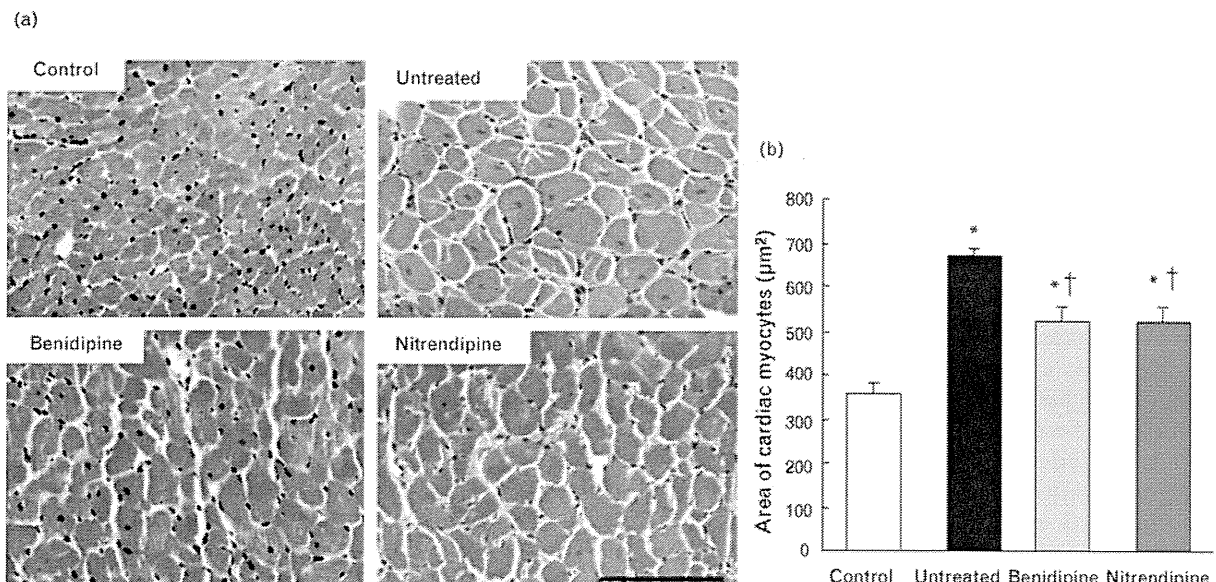 (a)
Control
Untreated
Benidipine
Nitrendipine
(b)
Area of cardiac myocytes (µm²)
800
700
600
500
400
300
200
100
0
*
*†
*†
Control Untreated Benidipine Nitrendipine